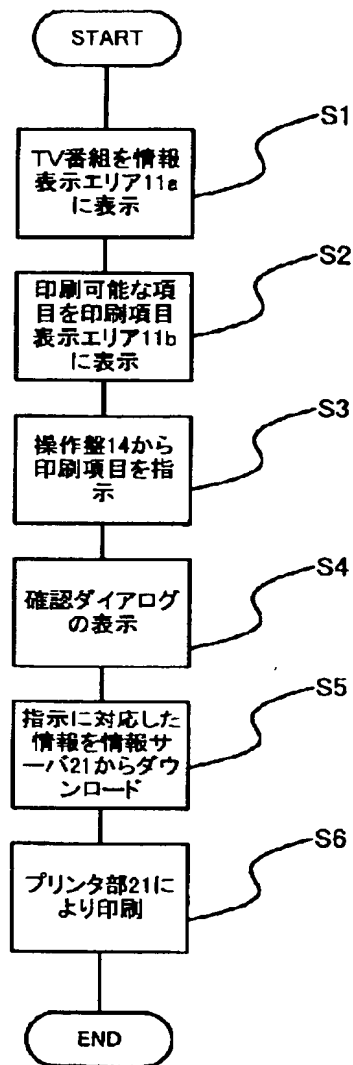 START
S1
TV番組を情報
表示エリア11a
に表示
S2
印刷可能な項
目を印刷項目
表示エリア11b
に表示
S3
操作盤14から
印刷項目を指
示
S4
確認ダイアログ
の表示
S5
指示に対応した
情報を情報サ
ーバ21からダウ
ンロード
S6
プリンタ部21に
より印刷
END